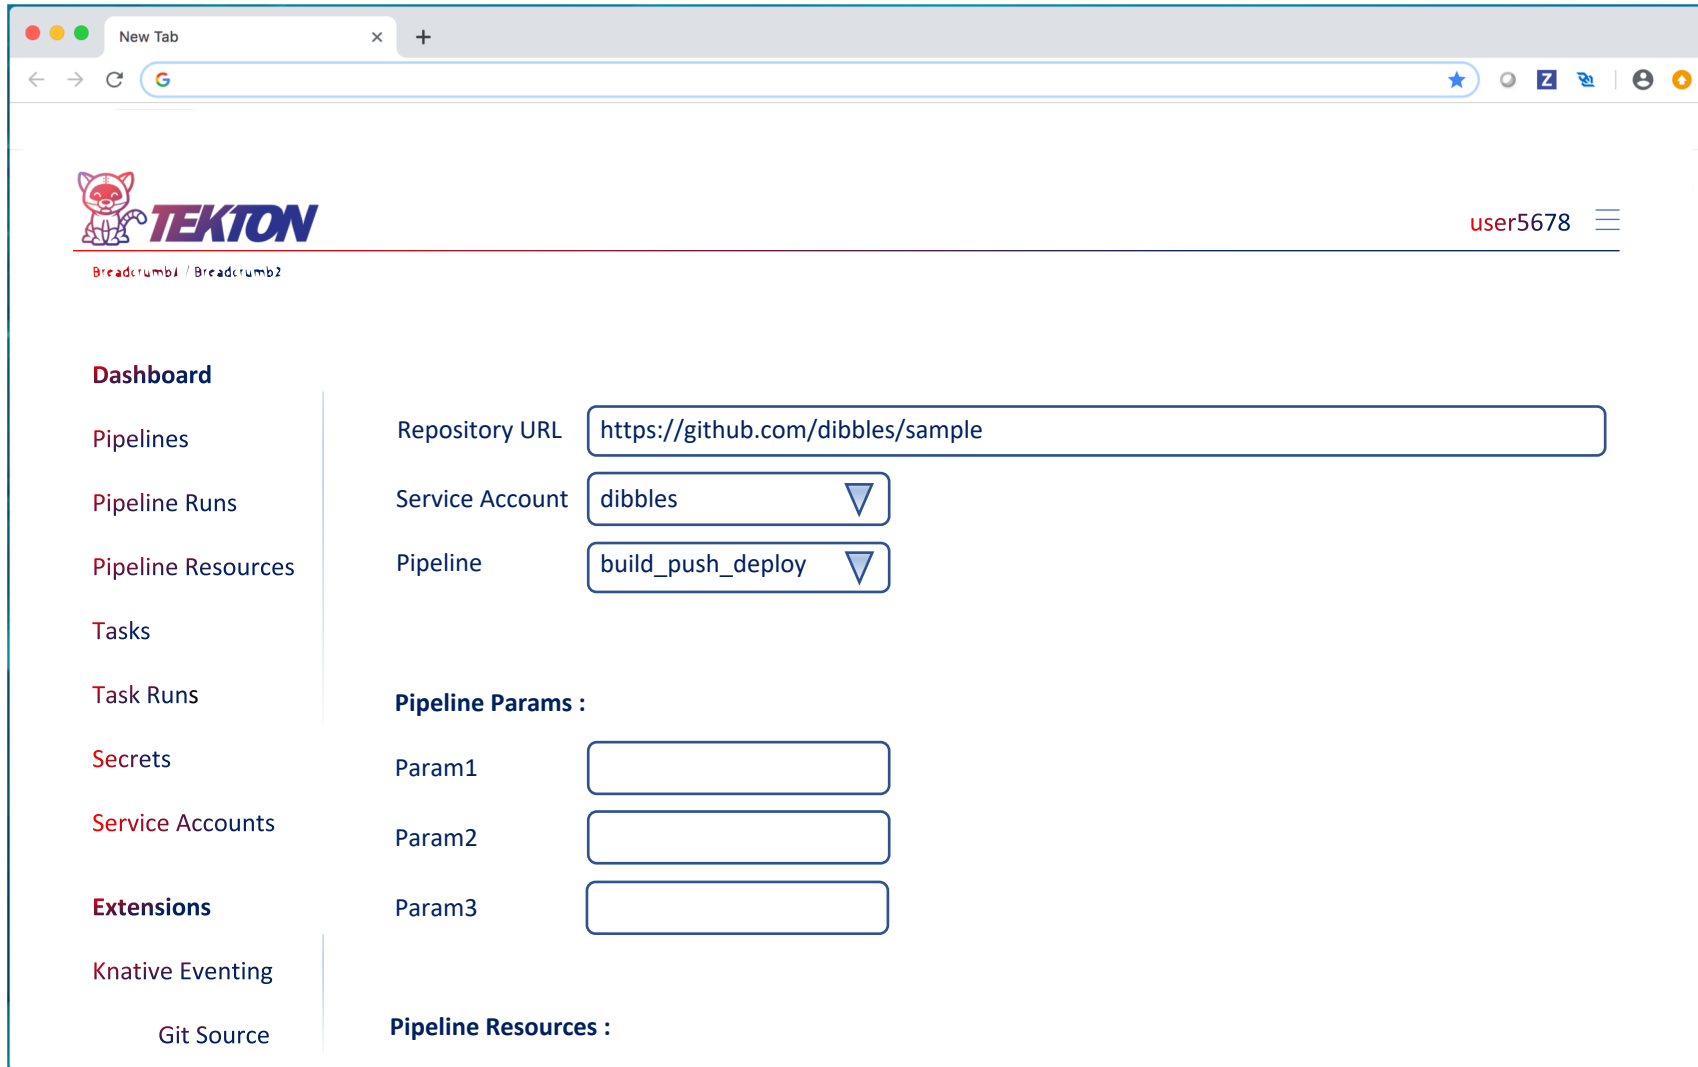 New Tab
TEKTON
user5678
Breadcrumb1 / Breadcrumb2
Dashboard
Pipelines
Pipeline Runs
Pipeline Resources
Tasks
Task Runs
Secrets
Service Accounts
Extensions
Knative Eventing
Git Source
Repository URL https://github.com/dibbles/sample
Service Account dibbles
Pipeline build_push_deploy
Pipeline Params :
Param1
Param2
Param3
Pipeline Resources :